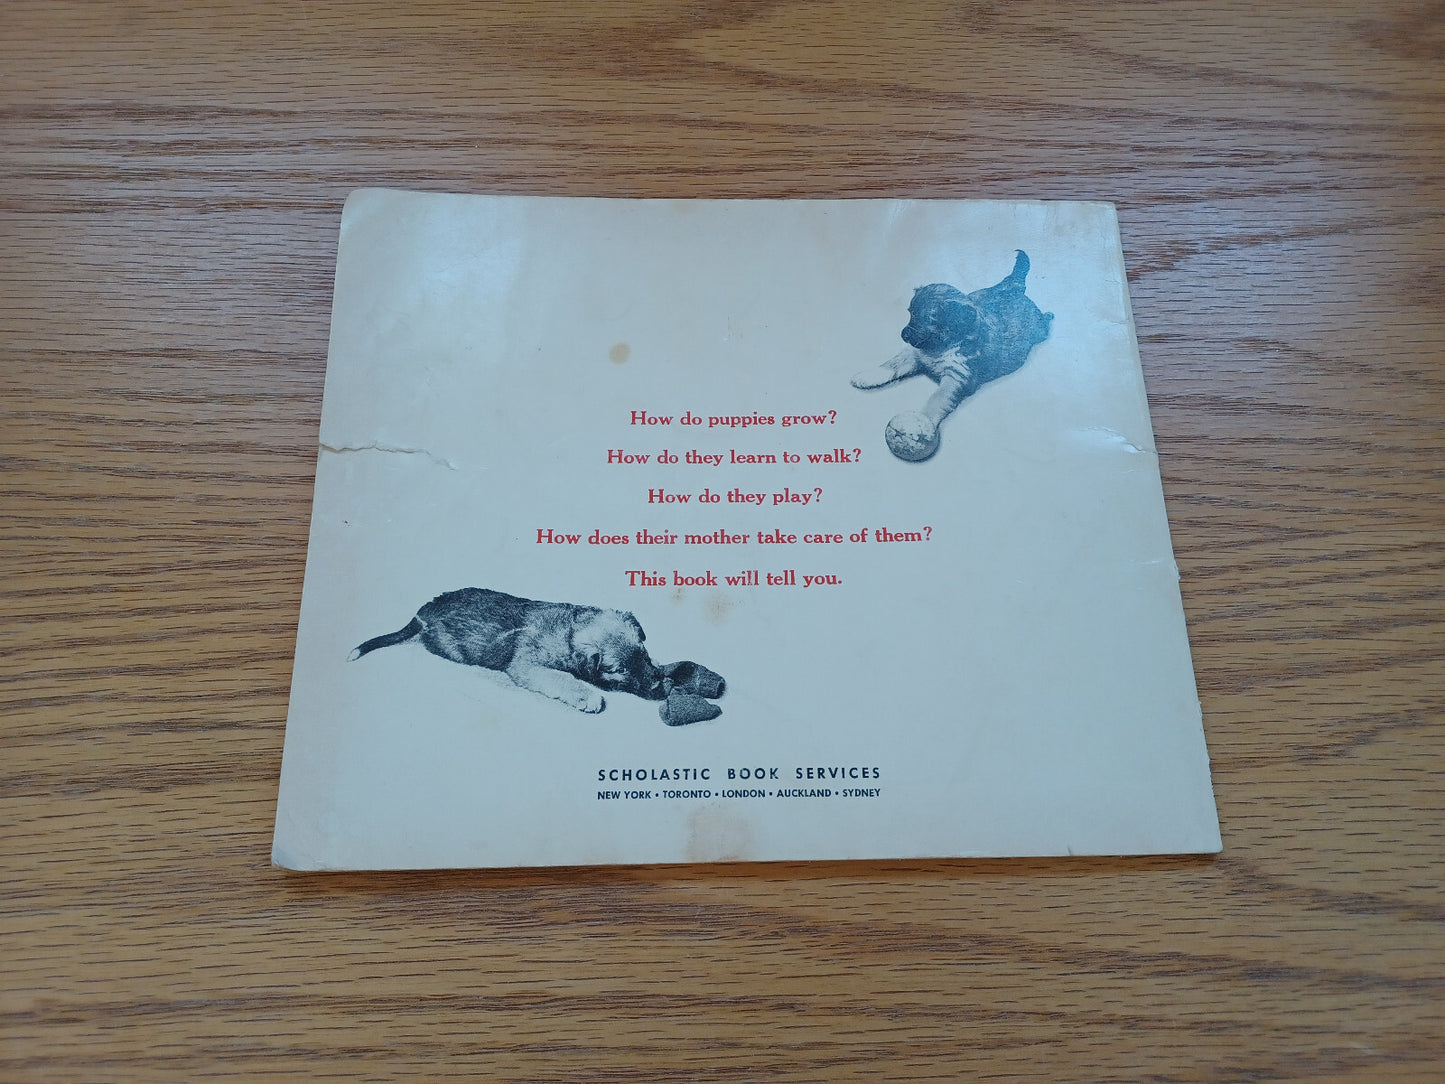 How do puppies grow?
How do they learn to walk?
How do they play?
How does their mother take care of them?
This book will tell you.
SCHOLASTIC BOOK SERVICES
NEW YORK • TORONTO • LONDON • AUCKLAND • SYDNEY